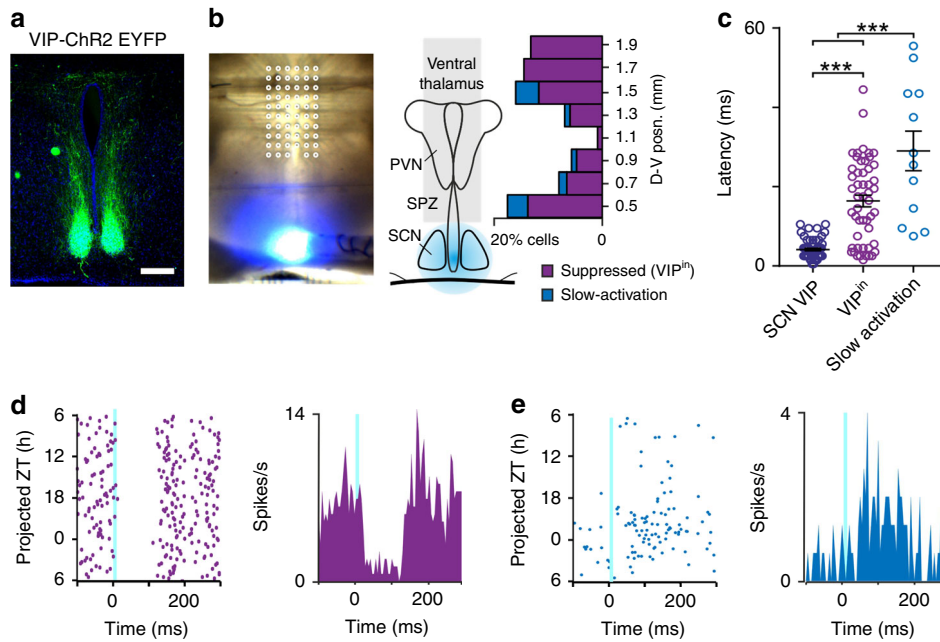 a
VIP-ChR2 EYFP
b
Ventral
thalamus
PVN
SPZ
SCN
1.9
1.7
1.5
1.3
1.1
0.9
0.7
0.5
D-V posn. (mm)
20% cells
0
Suppressed (VIPⁱⁿ)
Slow-activation
c
60
0
Latency (ms)
***
***
SCN VIP
VIPⁱⁿ
Slow activation
d
6
12
18
0
6
Projected ZT (h)
0
200
Time (ms)
14
0
Spikes/s
0
200
Time (ms)
e
6
12
18
0
6
Projected ZT (h)
0
200
Time (ms)
4
0
Spikes/s
0
200
Time (ms)